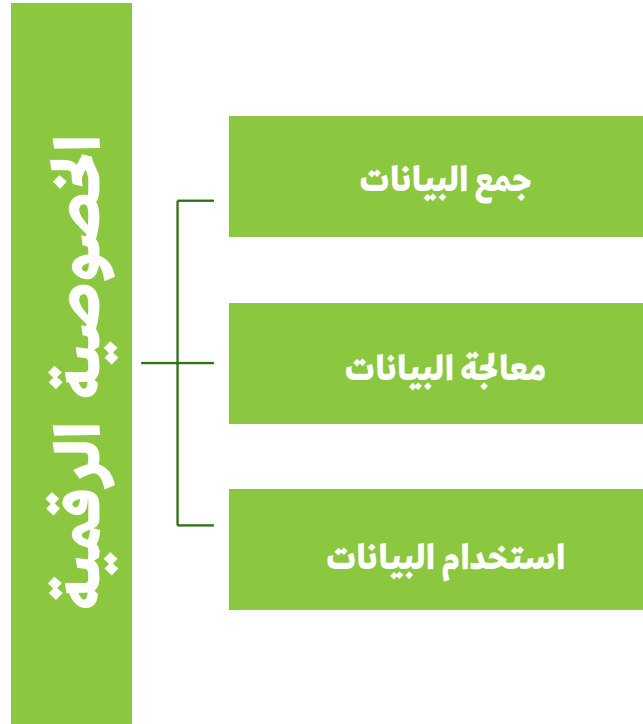 الخصوصية الرقمية
جمع البيانات
معالجة البيانات
استخدام البيانات